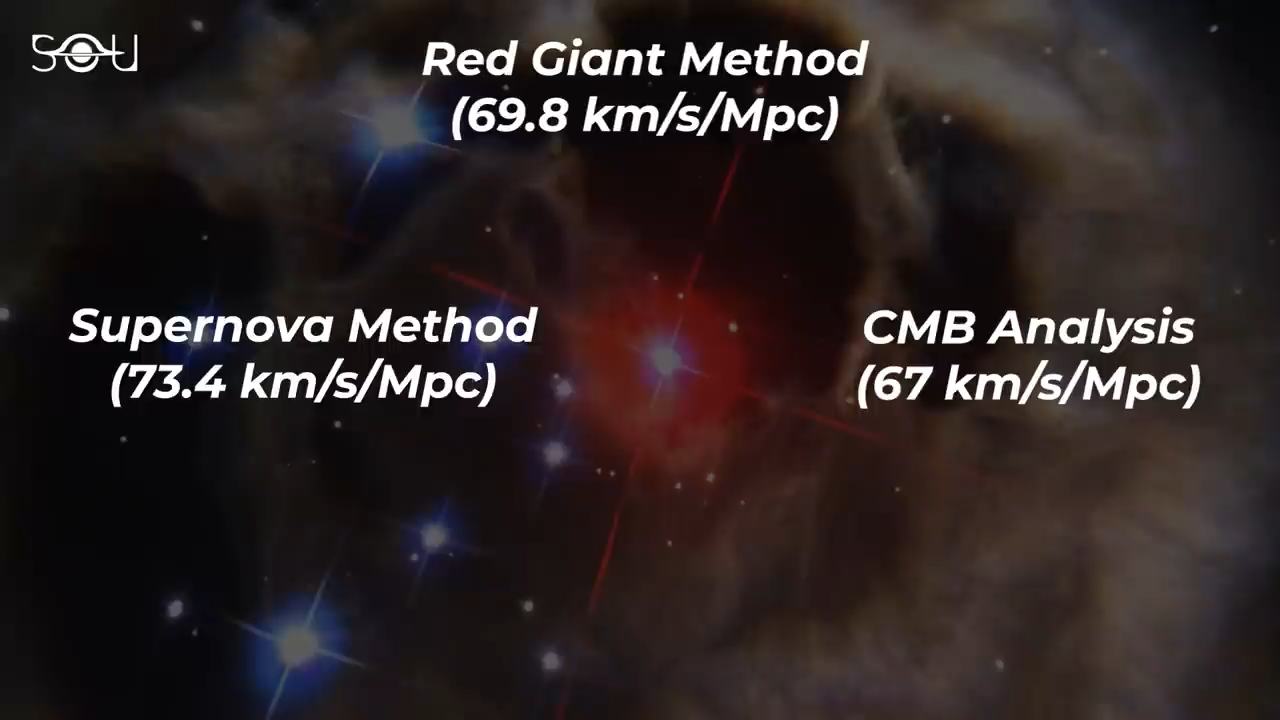 SOU
Red Giant Method
(69.8 km/s/Mpc)
Supernova Method
(73.4 km/s/Mpc)
CMB Analysis
(67 km/s/Mpc)